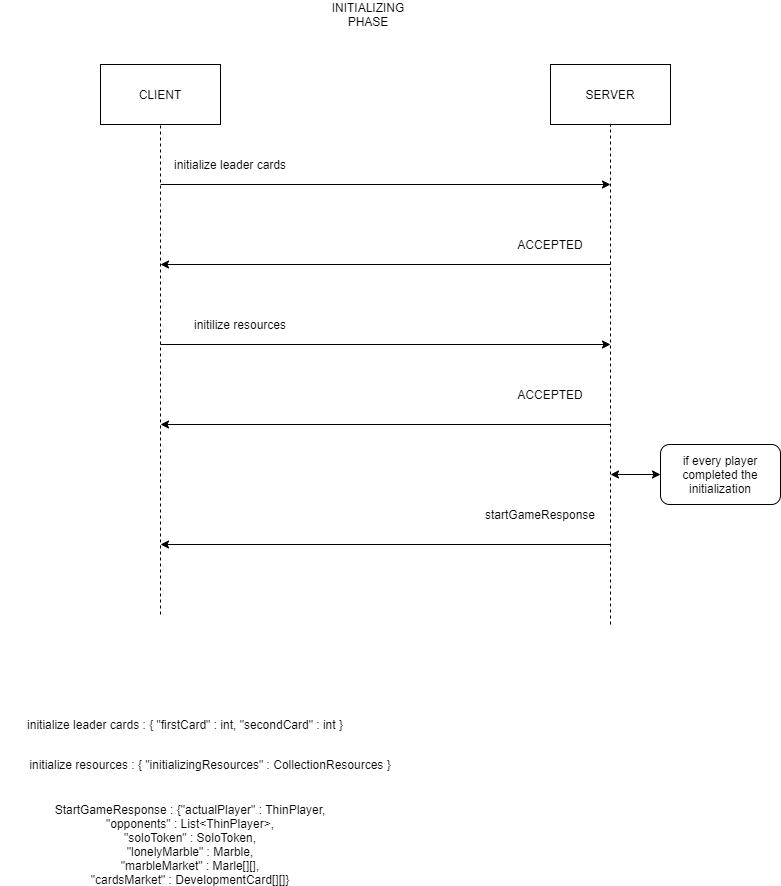 INITIALIZING
PHASE
CLIENT
SERVER
initialize leader cards
ACCEPTED
initilize resources
ACCEPTED
if every player
completed the
initialization
startGameResponse
initialize leader cards : { "firstCard" : int, "secondCard" : int }
initialize resources : { "initializingResources" : CollectionResources }
StartGameResponse : {"actualPlayer" : ThinPlayer,
"opponents" : List<ThinPlayer>,
"soloToken" : SoloToken,
"lonelyMarble" : Marble,
"marbleMarket" : Marle[][],
"cardsMarket" : DevelopmentCard[][]}